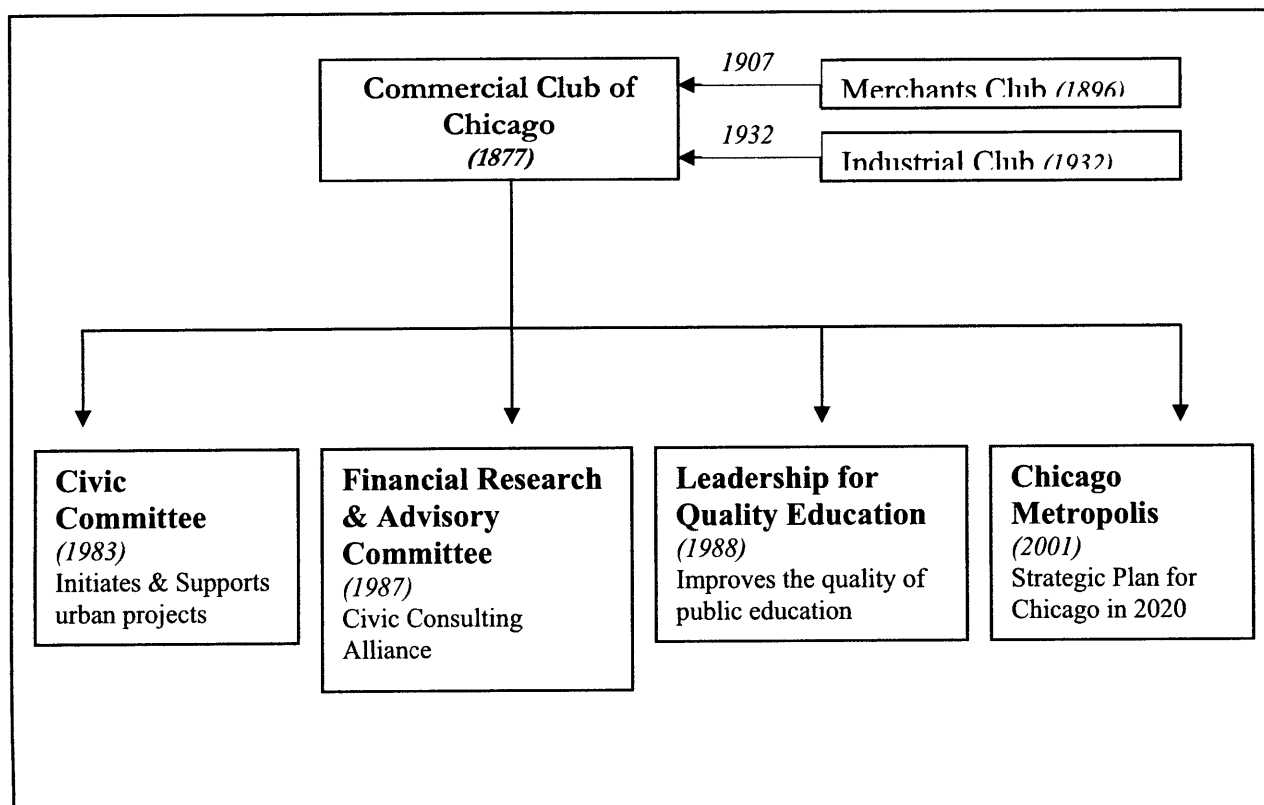 Commercial Club of
Chicago
(1877)
1907
Merchants Club (1896)
1932
Industrial Club (1932)
Civic
Committee
(1983)
Initiates & Supports
urban projects
Financial Research
& Advisory
Committee
(1987)
Civic Consulting
Alliance
Leadership for
Quality Education
(1988)
Improves the quality of
public education
Chicago
Metropolis
(2001)
Strategic Plan for
Chicago in 2020